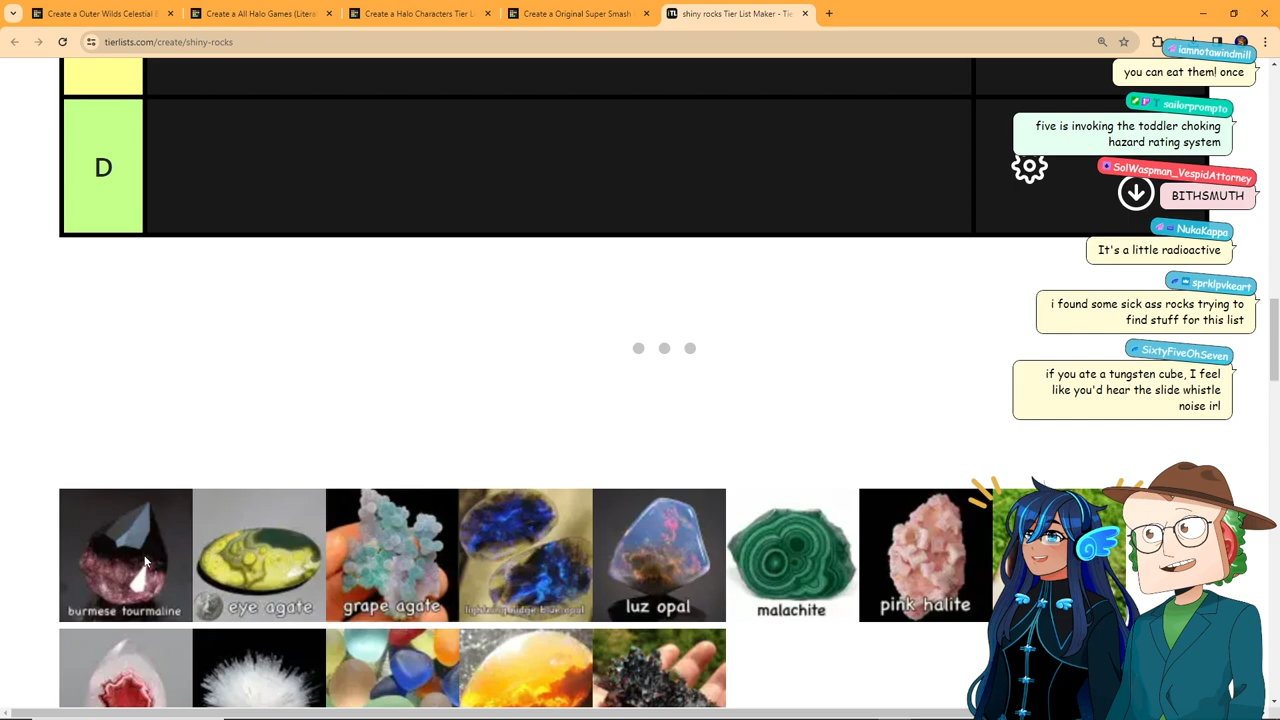 Create a Outer Wilds Celestial B
Create a All Halo Games (Litera
Create a Halo Characters Tier L
Create a Original Super Smash
shiny rocks Tier List Maker - Tie
tierlists.com/create/shiny-rocks
iamnotawindmill
you can eat them! once
sailorprompto
five is invoking the toddler choking
hazard rating system
SolWaspman_VespidAttorney
BITHSMUTH
NukaKappa
It's a little radioactive
sprklpvkeart
i found some sick ass rocks trying to
find stuff for this list
SixtyFiveOhSeven
if you ate a tungsten cube, I feel
like you'd hear the slide whistle
noise irl
D
burmese tourmaline
eye agate
grape agate
lightning ridge blue opal
luz opal
malachite
pink halite